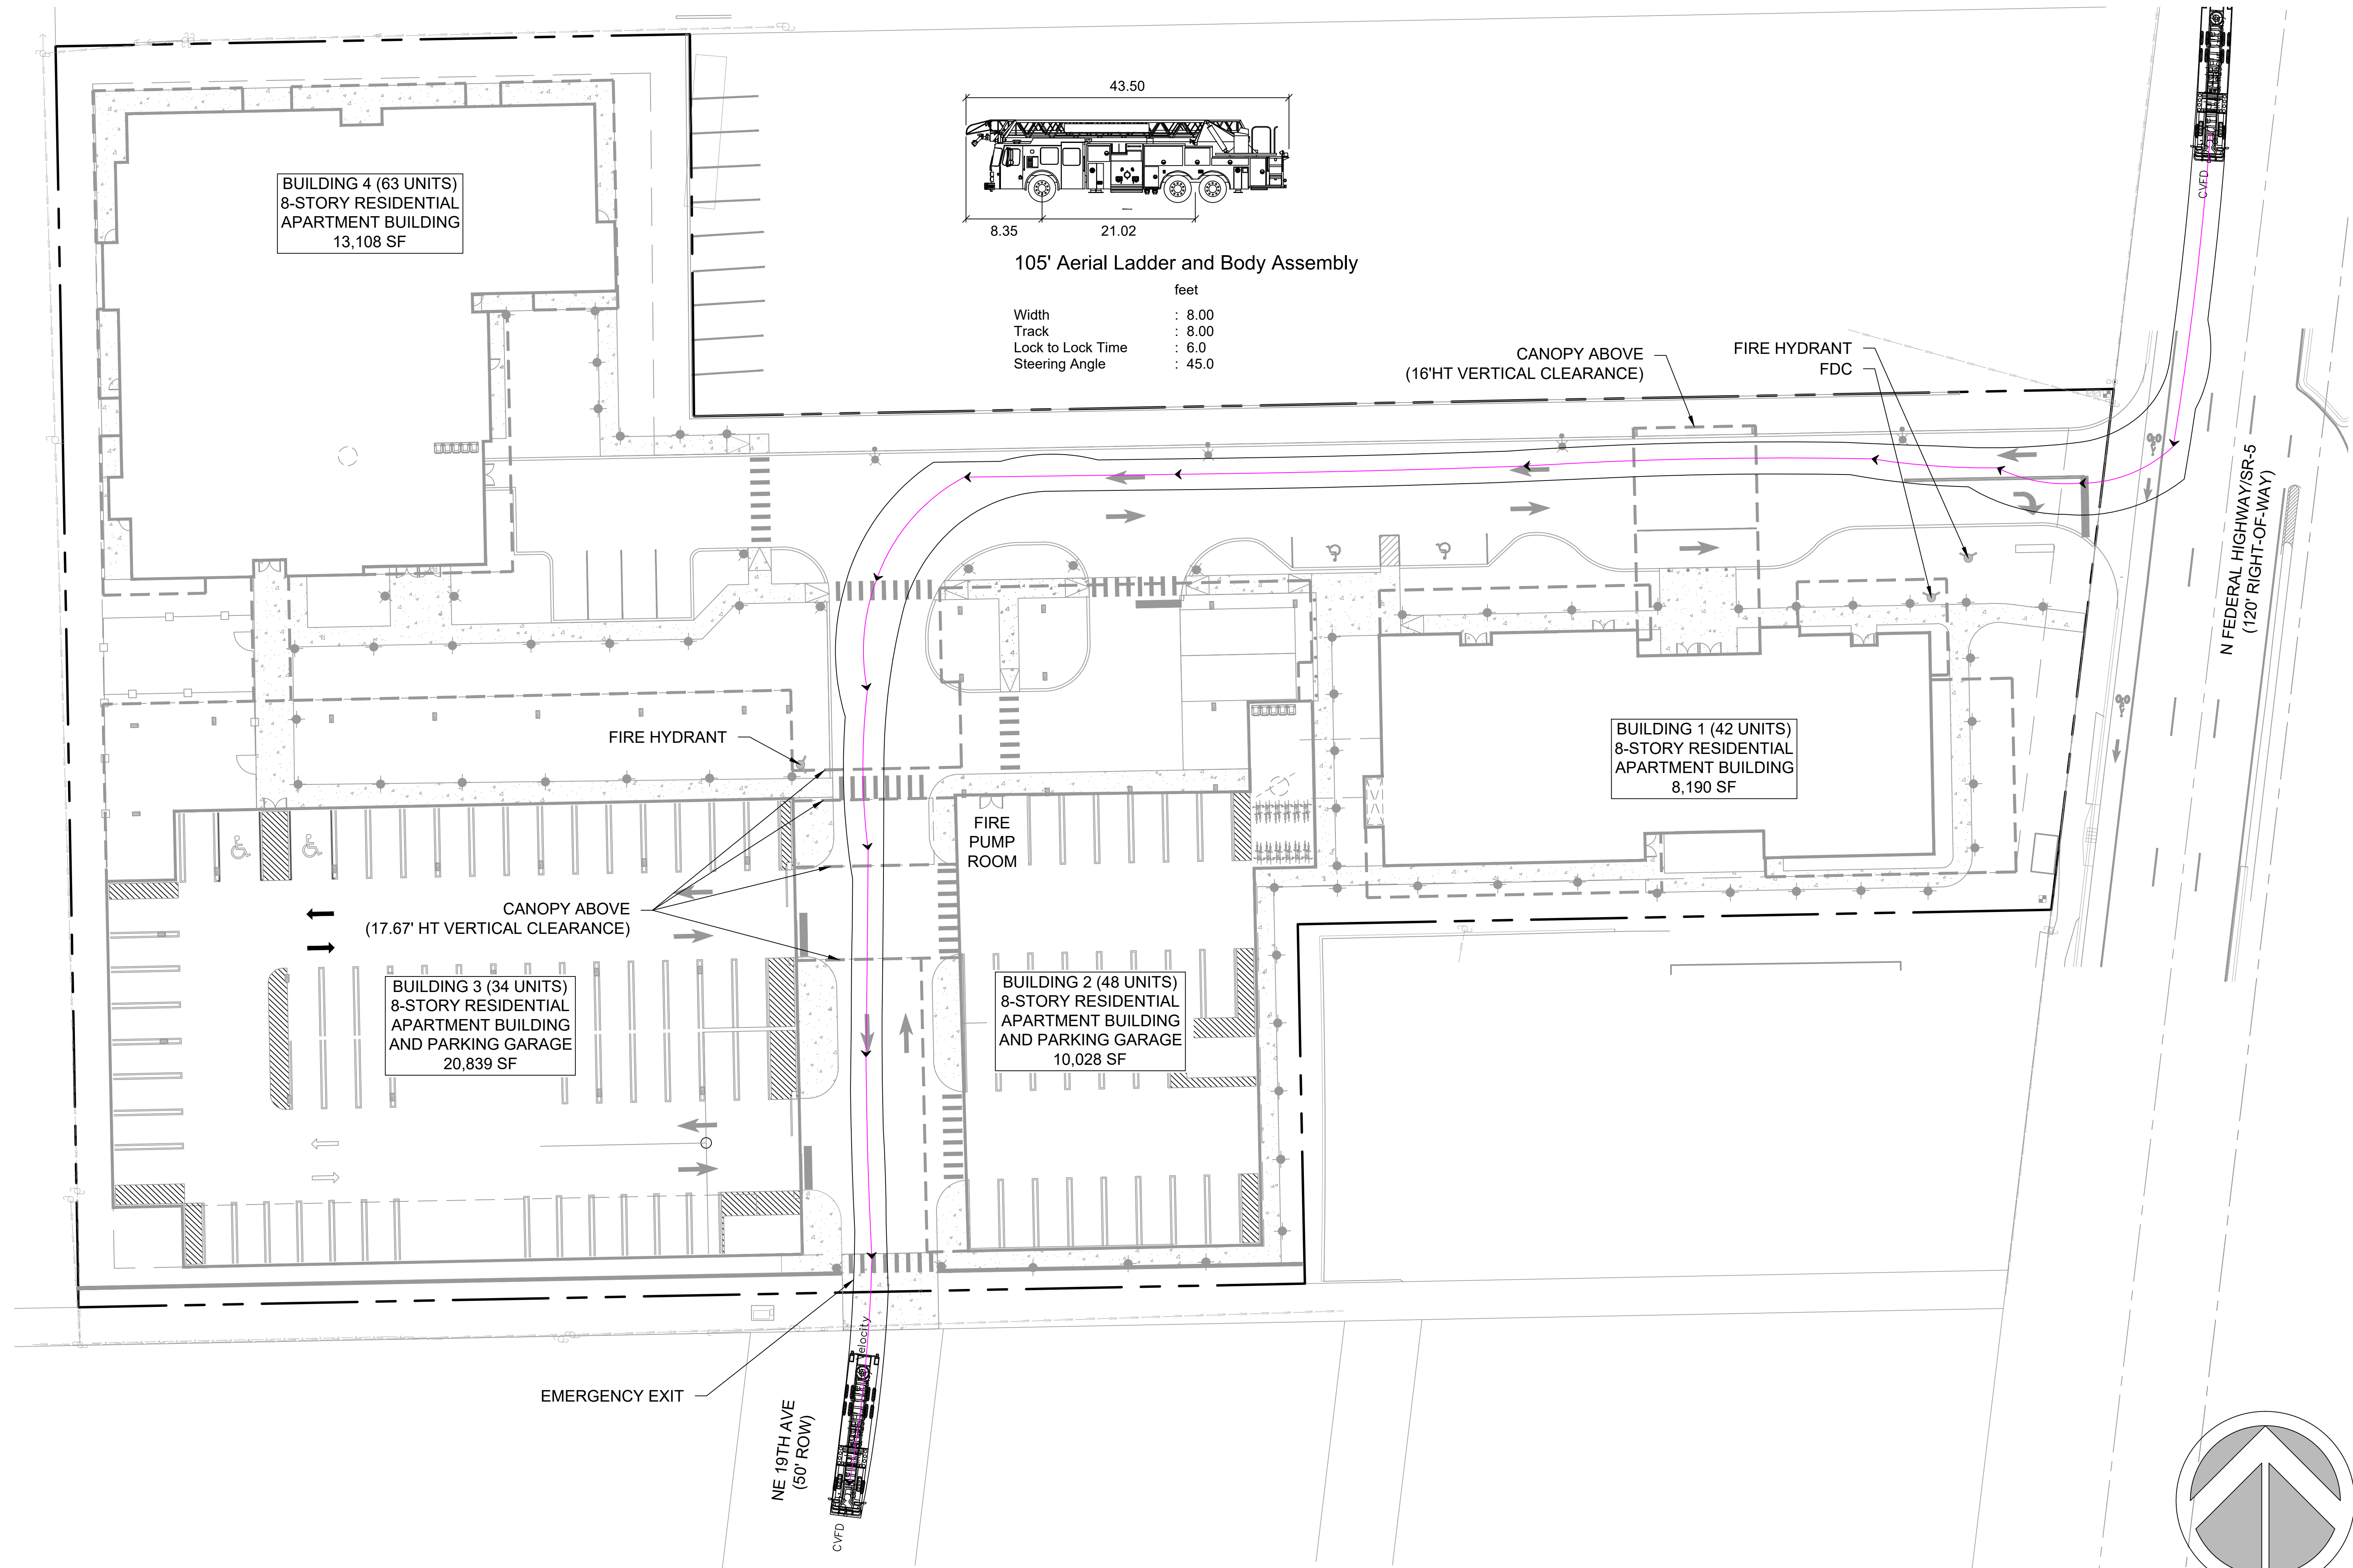 BUILDING 4 (63 UNITS)
8-STORY RESIDENTIAL
APARTMENT BUILDING
13,108 SF
43.50
8.35
21.02
105' Aerial Ladder and Body Assembly
feet
Width : 8.00
Track : 8.00
Lock to Lock Time : 6.0
Steering Angle : 45.0
CVFD
CANOPY ABOVE
(16'HT VERTICAL CLEARANCE)
FIRE HYDRANT
FDC
N FEDERAL HIGHWAY/SR-5
(120' RIGHT-OF-WAY)
FIRE HYDRANT
BUILDING 1 (42 UNITS)
8-STORY RESIDENTIAL
APARTMENT BUILDING
8,190 SF
FIRE
PUMP
ROOM
CANOPY ABOVE
(17.67' HT VERTICAL CLEARANCE)
BUILDING 3 (34 UNITS)
8-STORY RESIDENTIAL
APARTMENT BUILDING
AND PARKING GARAGE
20,839 SF
BUILDING 2 (48 UNITS)
8-STORY RESIDENTIAL
APARTMENT BUILDING
AND PARKING GARAGE
10,028 SF
EMERGENCY EXIT
NE 19TH AVE
(50' ROW)
CVFD